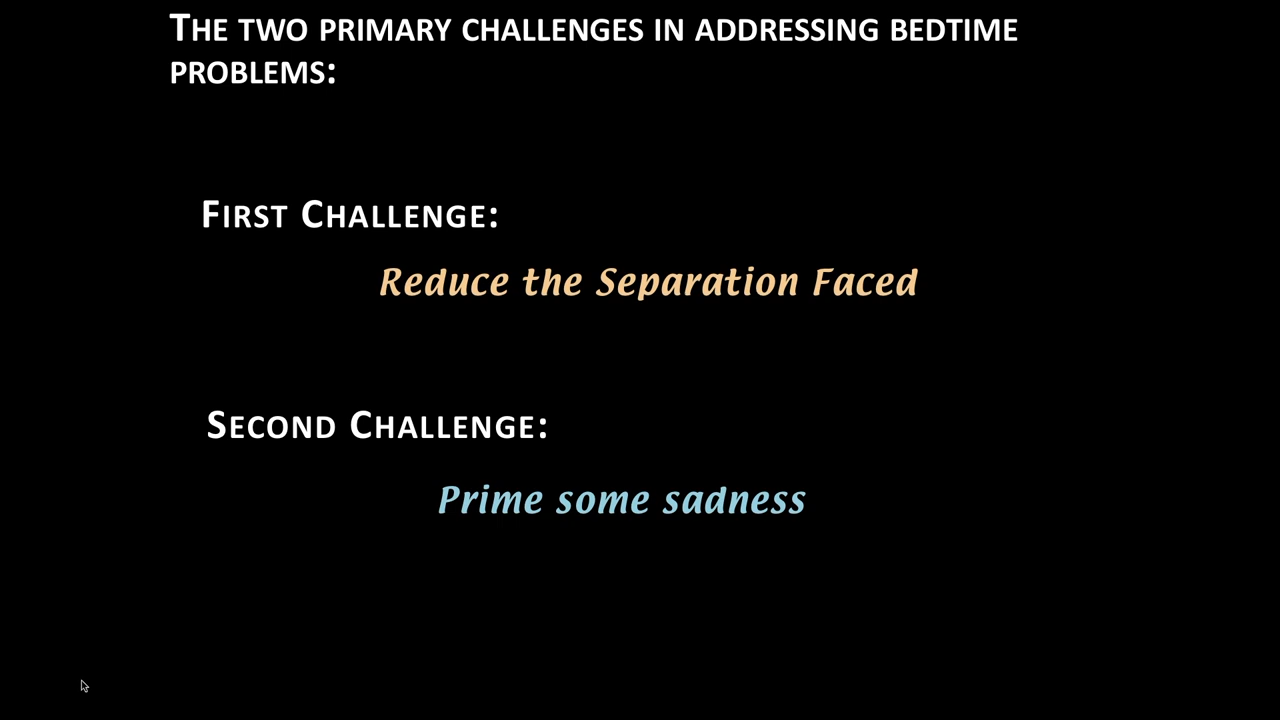 THE TWO PRIMARY CHALLENGES IN ADDRESSING BEDTIME
PROBLEMS:
FIRST CHALLENGE:
Reduce the Separation Faced
SECOND CHALLENGE:
Prime some sadness